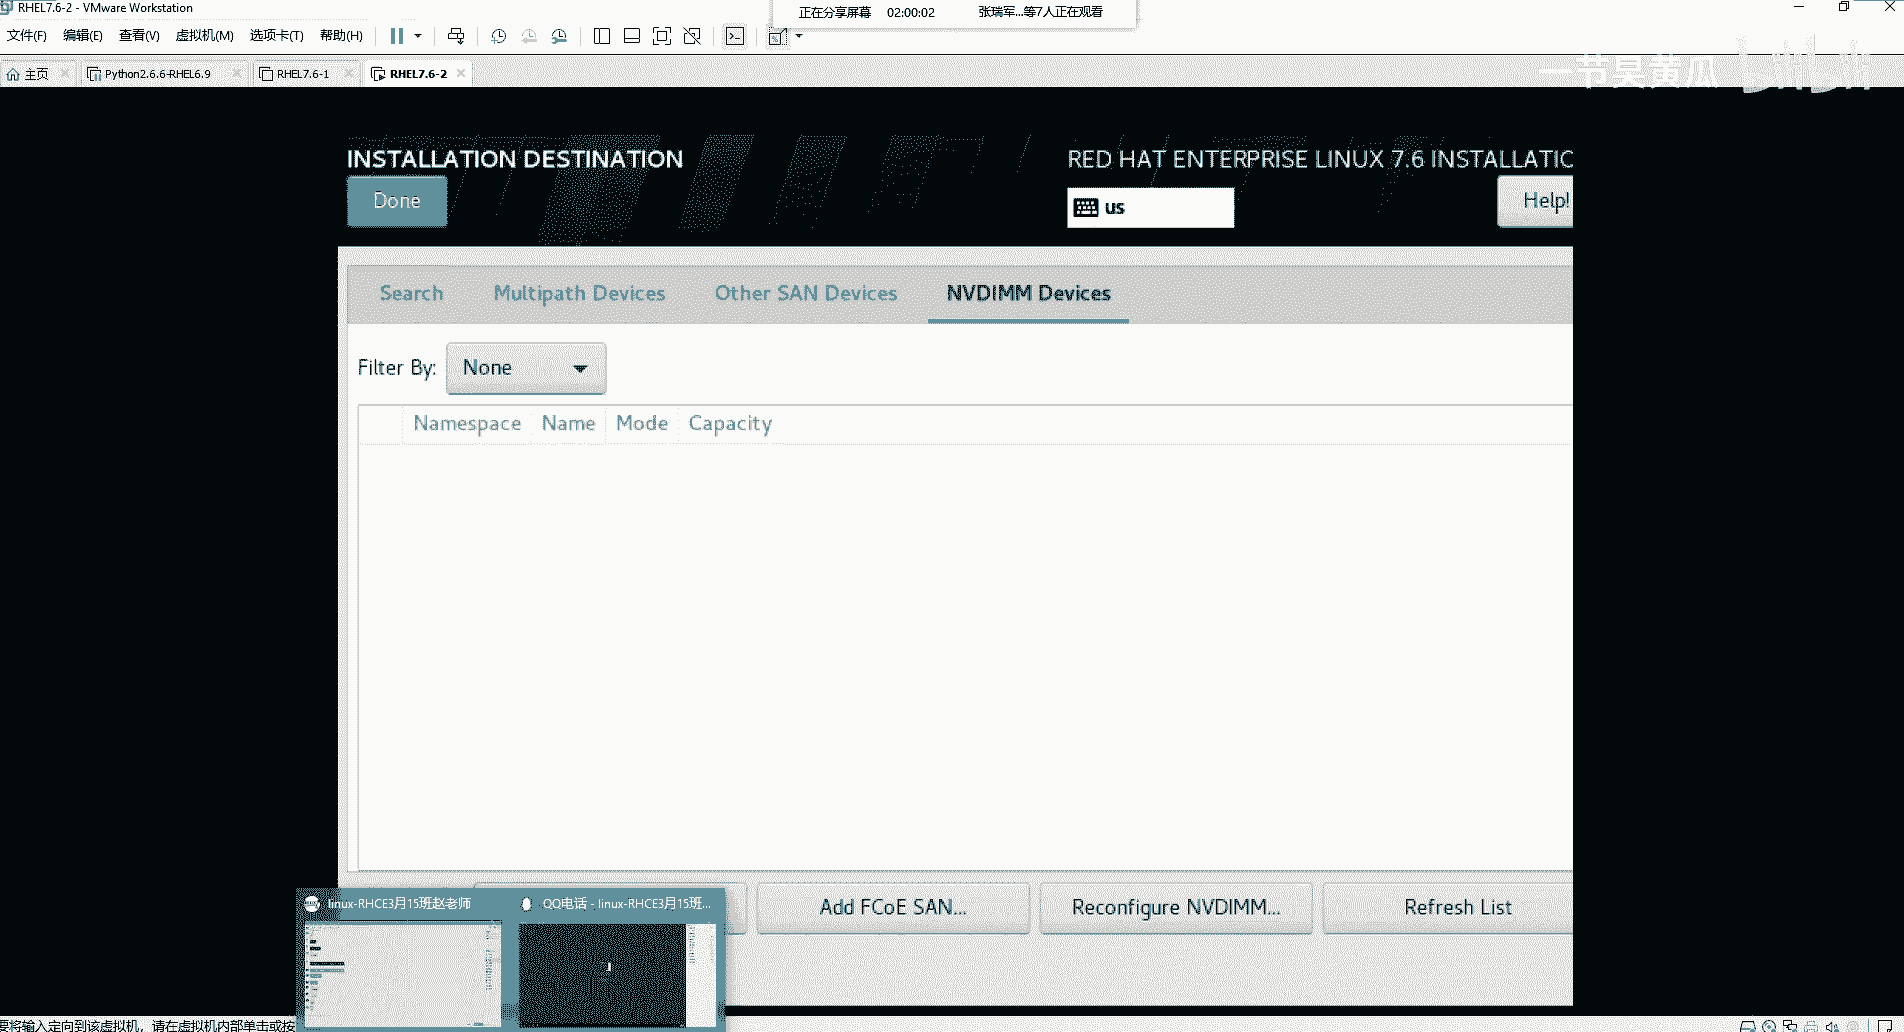 RHEL7.6-2 - VMware Workstation
正在分享屏幕 02:00:02 张瑞军...等7人正在观看
文件(F) 编辑(E) 查看(V) 虚拟机(M) 选项卡(T) 帮助(H)
主页 Python2.6.6-RHEL6.9 RHEL7.6-1 RHEL7.6-2
一节吴黄瓜 bilibili
INSTALLATION DESTINATION
RED HAT ENTERPRISE LINUX 7.6 INSTALLATIO
Done
us
Help!
Search Multipath Devices Other SAN Devices NVDIMM Devices
Filter By: None
Namespace Name Mode Capacity
Add FCoE SAN... Reconfigure NVDIMM... Refresh List
linux-RHCE3月15班赵老师 QQ电话 - linux-RHCE3月15班...
要将输入定向到该虚拟机，请在虚拟机内部单击或按